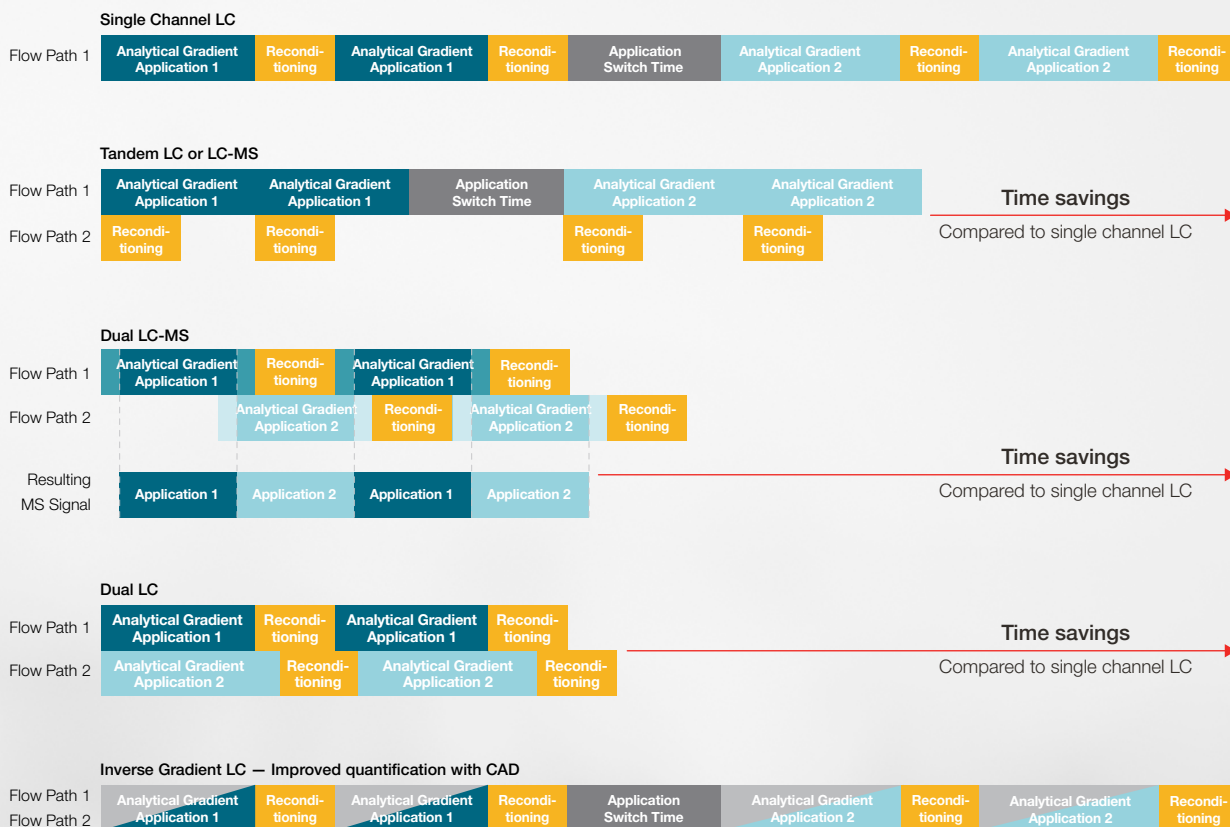 Single Channel LC
Flow Path 1
Analytical Gradient
Application 1
Recondi-
tioning
Analytical Gradient
Application 1
Recondi-
tioning
Application
Switch Time
Analytical Gradient
Application 2
Recondi-
tioning
Analytical Gradient
Application 2
Recondi-
tioning
Tandem LC or LC-MS
Flow Path 1
Analytical Gradient
Application 1
Analytical Gradient
Application 1
Application
Switch Time
Analytical Gradient
Application 2
Analytical Gradient
Application 2
Flow Path 2
Recondi-
tioning
Recondi-
tioning
Recondi-
tioning
Recondi-
tioning
Time savings
Compared to single channel LC
Dual LC-MS
Flow Path 1
Analytical Gradient
Application 1
Recondi-
tioning
Analytical Gradient
Application 1
Recondi-
tioning
Flow Path 2
Analytical Gradient
Application 2
Recondi-
tioning
Analytical Gradient
Application 2
Recondi-
tioning
Resulting
MS Signal
Application 1
Application 2
Application 1
Application 2
Time savings
Compared to single channel LC
Dual LC
Flow Path 1
Analytical Gradient
Application 1
Recondi-
tioning
Analytical Gradient
Application 1
Recondi-
tioning
Flow Path 2
Analytical Gradient
Application 2
Recondi-
tioning
Analytical Gradient
Application 2
Recondi-
tioning
Time savings
Compared to single channel LC
Inverse Gradient LC — Improved quantification with CAD
Flow Path 1
Flow Path 2
Analytical Gradient
Application 1
Recondi-
tioning
Analytical Gradient
Application 1
Recondi-
tioning
Application
Switch Time
Analytical Gradient
Application 2
Recondi-
tioning
Analytical Gradient
Application 2
Recondi-
tioning